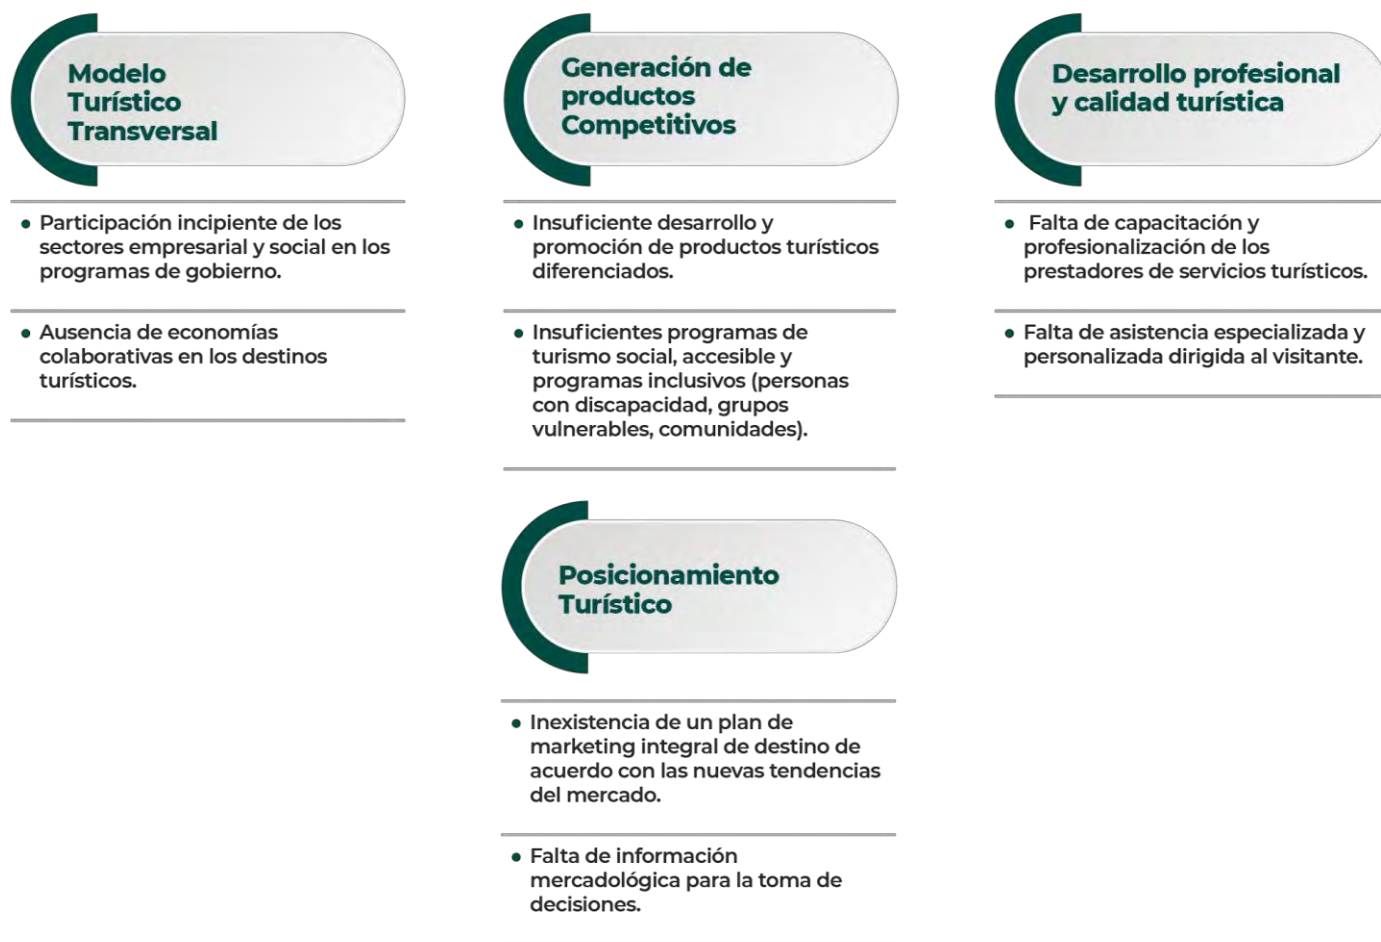 Modelo
Turístico
Transversal
• Participación incipiente de los
sectores empresarial y social en los
programas de gobierno.
• Ausencia de economías
colaborativas en los destinos
turísticos.
Generación de
productos
Competitivos
• Insuficiente desarrollo y
promoción de productos turísticos
diferenciados.
• Insuficientes programas de
turismo social, accesible y
programas inclusivos (personas
con discapacidad, grupos
vulnerables, comunidades).
Desarrollo profesional
y calidad turística
• Falta de capacitación y
profesionalización de los
prestadores de servicios turísticos.
• Falta de asistencia especializada y
personalizada dirigida al visitante.
Posicionamiento
Turístico
• Inexistencia de un plan de
marketing integral de destino de
acuerdo con las nuevas tendencias
del mercado.
• Falta de información
mercadológica para la toma de
decisiones.